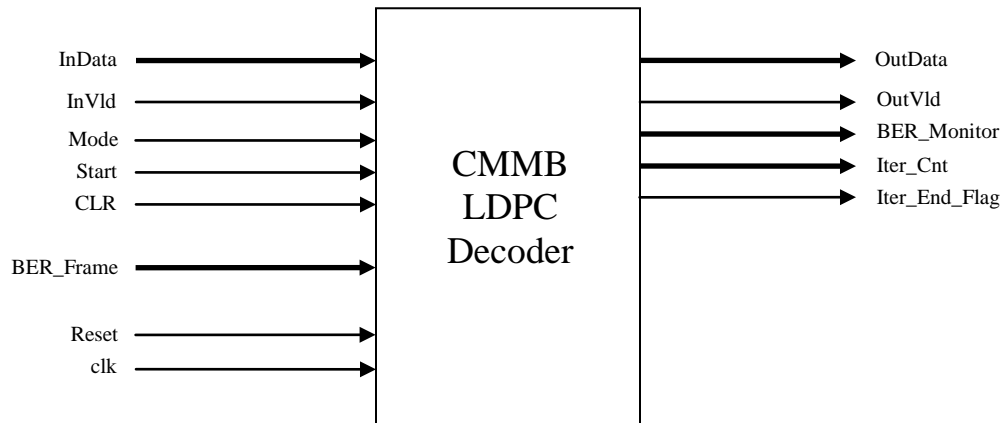 InData
InVld
Mode
Start
CLR
BER_Frame
Reset
clk
CMMB
LDPC
Decoder
OutData
OutVld
BER_Monitor
Iter_Cnt
Iter_End_Flag